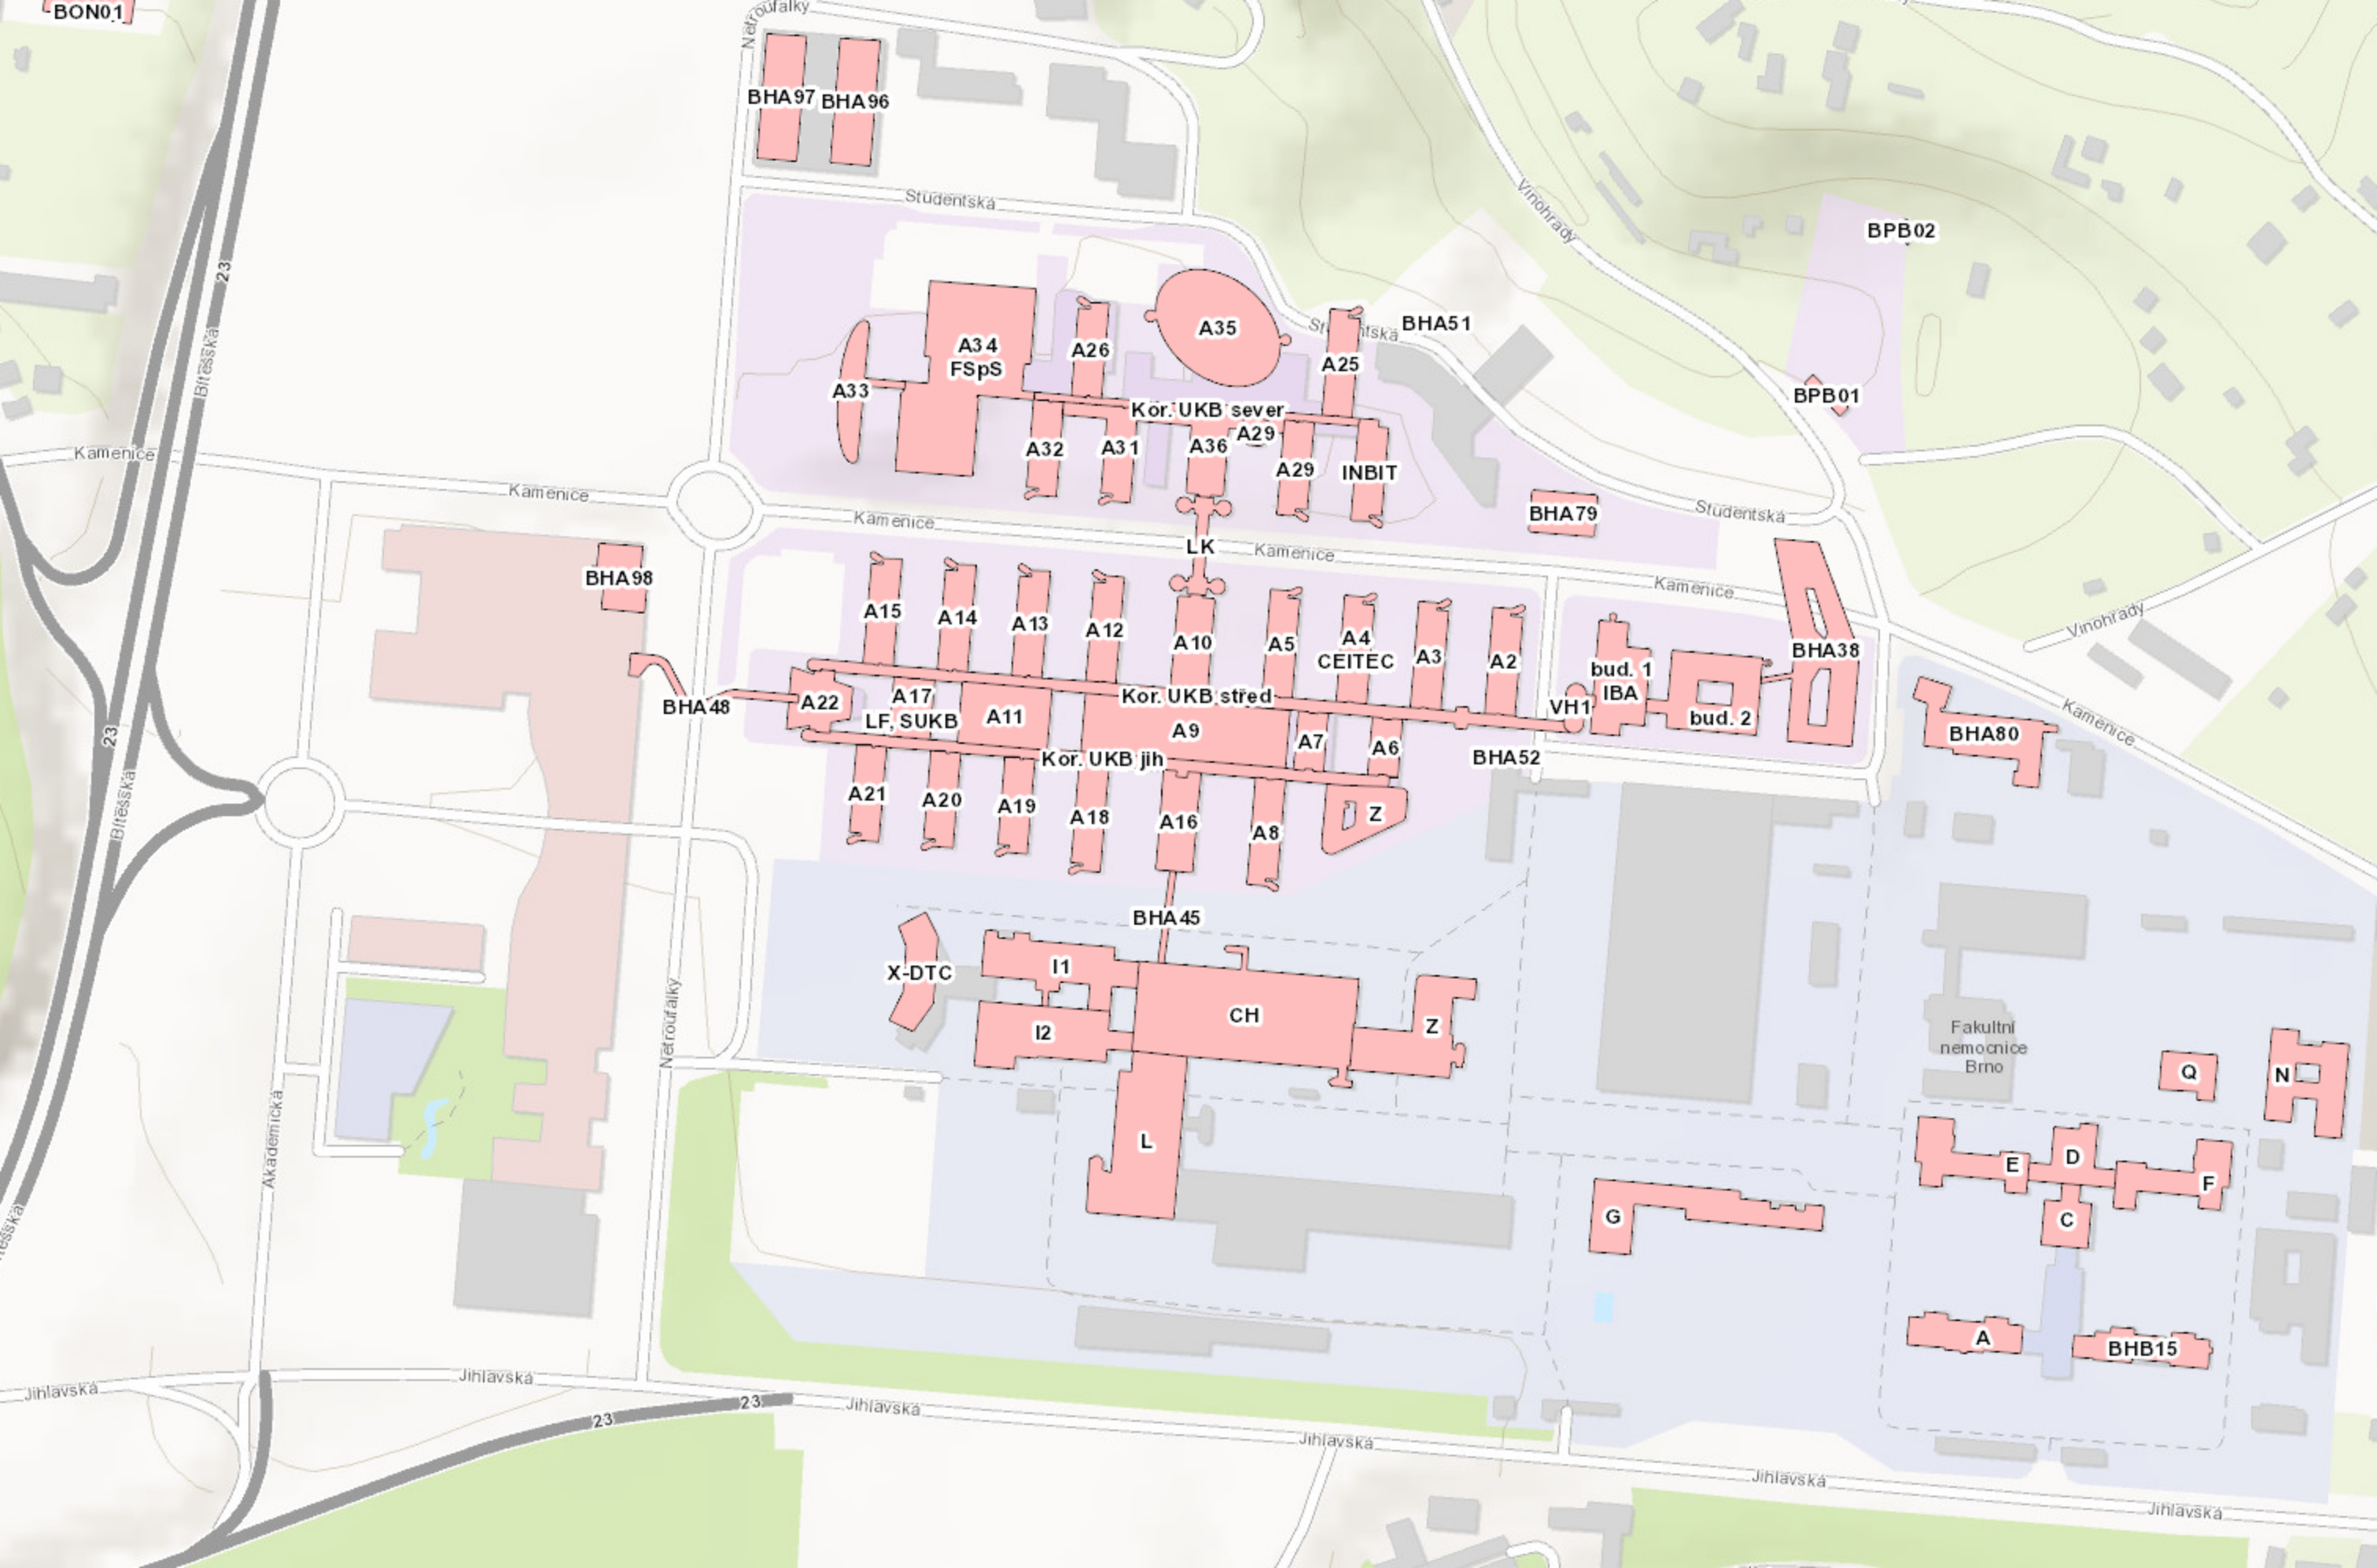 BON01
23
Netroufalky
BHA97
BHA96
Studentská
Vinohrady
BPB02
23
Bítešská
A34
FSpS
A26
A35
Studentská
BHA51
A25
A33
BPB01
Kor. UKB sever
A29
A32
A31
A36
A29
INBIT
Kamenice
Kamenice
Kamenice
Kamenice
LK
BHA79
Studentská
Kamenice
BHA98
A15
A14
A13
A12
A10
A5
A4
CEITEC
A3
A2
bud. 1
IBA
BHA38
Vinohrady
Kor. UKB střed
BHA48
A22
A17
LF, SUKB
A11
A9
A7
A6
VH1
bud. 2
BHA80
Kamenice
23
Kor. UKB jih
BHA52
Bítešská
A21
A20
A19
A18
A16
A8
Z
BHA45
X-DTC
I1
I2
CH
Z
Netroufalky
Fakultní
nemocnice
Brno
Q
N
Akademická
L
G
E
D
F
C
A
BHB15
Jihlavská
Jihlavská
23
23
Jihlavská
Jihlavská
Jihlavská
Jihlavská